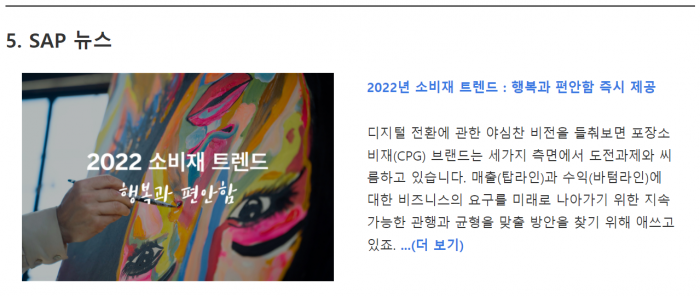 5. SAP 뉴스
2022 소비재 트렌드
행복과 편안함
2022년 소비재 트렌드 : 행복과 편안함 즉시 제공
디지털 전환에 관한 야심찬 비전을 들춰보면 포장소
비재(CPG) 브랜드는 세가지 측면에서 도전과제와 씨
름하고 있습니다. 매출(탑라인)과 수익(바텀라인)에
대한 비즈니스의 요구를 미래로 나아가기 위한 지속
가능한 관행과 균형을 맞출 방안을 찾기 위해 애쓰고
있죠. ...(더 보기)